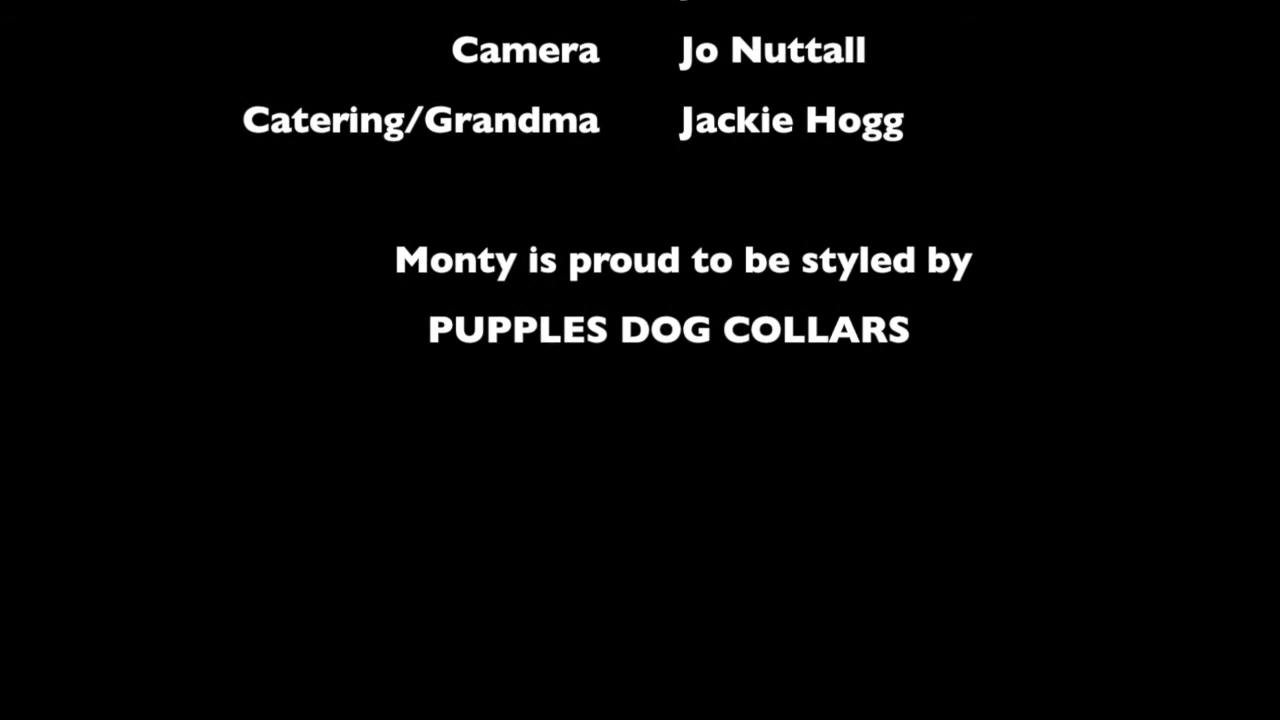 Camera Jo Nuttall
Catering/Grandma Jackie Hogg
Monty is proud to be styled by
PUPPLES DOG COLLARS